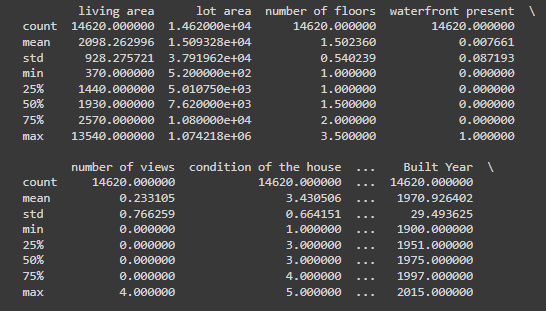 living area lot area number of floors waterfront present \
count 14620.000000 1.462000e+04 14620.000000 14620.000000
mean 2098.262996 1.509328e+04 1.502360 0.007661
std 928.275721 3.791962e+04 0.540239 0.087193
min 370.000000 5.200000e+02 1.000000 0.000000
25% 1440.000000 5.010750e+03 1.000000 0.000000
50% 1930.000000 7.620000e+03 1.500000 0.000000
75% 2570.000000 1.080000e+04 2.000000 0.000000
max 13540.000000 1.074218e+06 3.500000 1.000000
number of views condition of the house ... Built Year \
count 14620.000000 14620.000000 ... 14620.000000
mean 0.233105 3.430506 ... 1970.926402
std 0.766259 0.664151 ... 29.493625
min 0.000000 1.000000 ... 1900.000000
25% 0.000000 3.000000 ... 1951.000000
50% 0.000000 3.000000 ... 1975.000000
75% 0.000000 4.000000 ... 1997.000000
max 4.000000 5.000000 ... 2015.000000